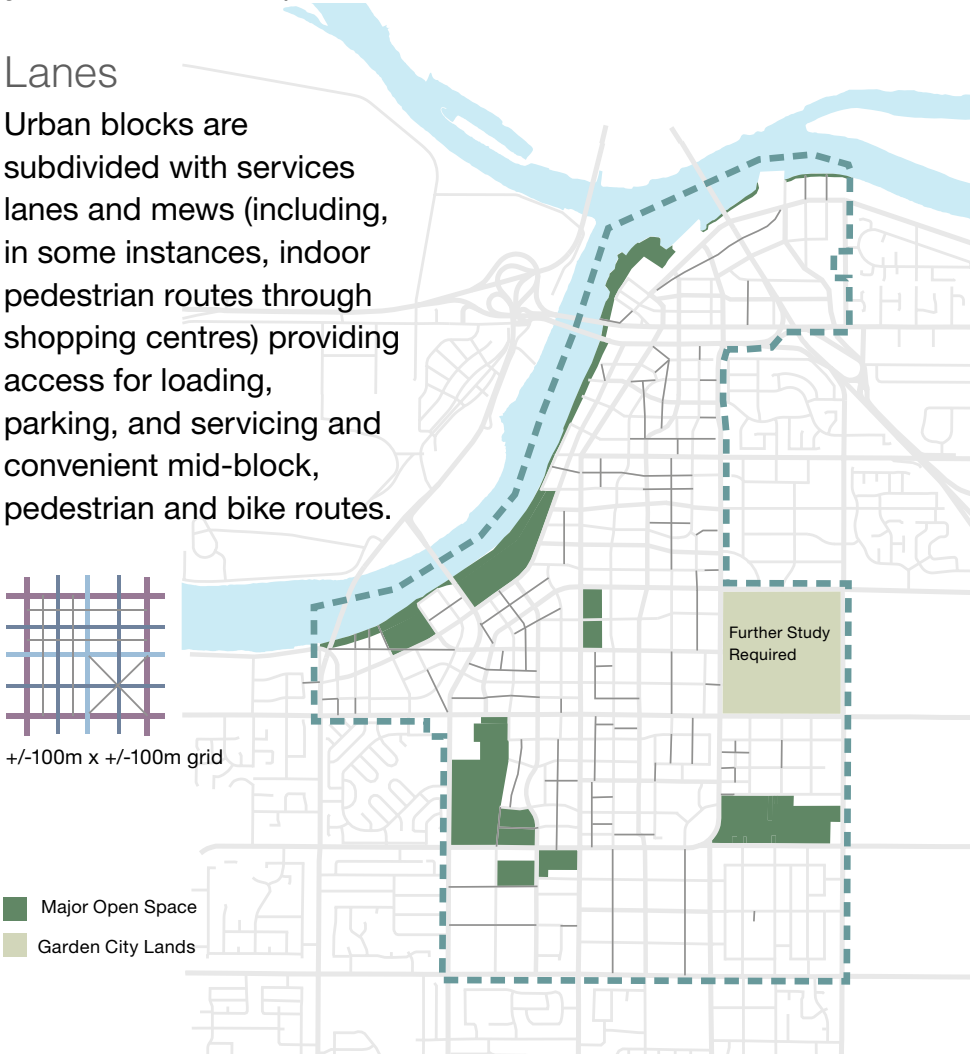 Lanes
Urban blocks are
subdivided with services
lanes and mews (including,
in some instances, indoor
pedestrian routes through
shopping centres) providing
access for loading,
parking, and servicing and
convenient mid-block,
pedestrian and bike routes.
+/-100m x +/-100m grid
Further Study
Required
Major Open Space
Garden City Lands